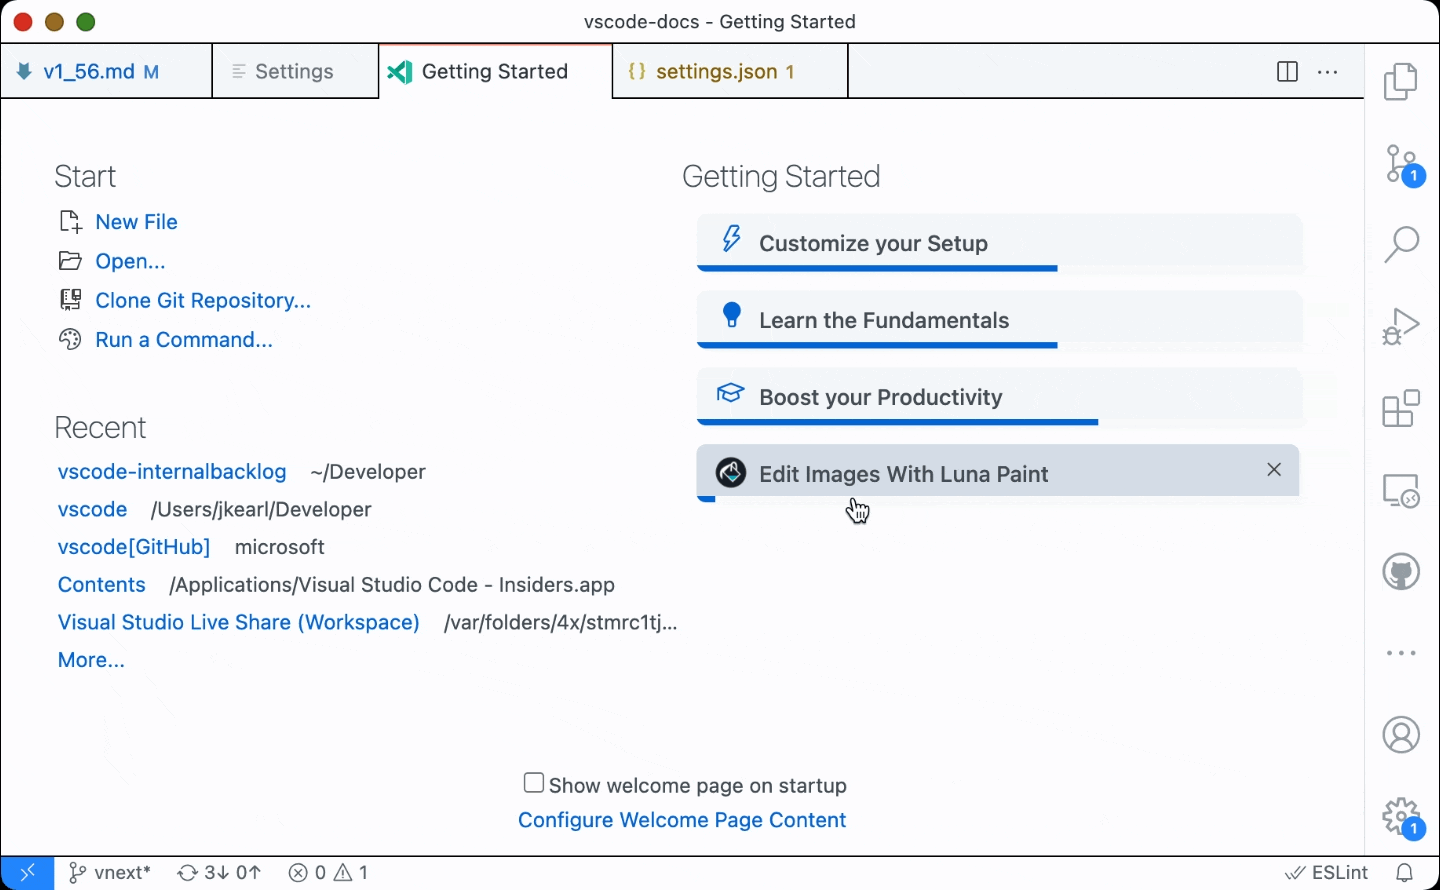 vscode-docs - Getting Started
v1_56.md M
Settings
Getting Started
{} settings.json 1
Start
New File
Open...
Clone Git Repository...
Run a Command...
Recent
vscode-internalbacklog ~/Developer
vscode /Users/jkearl/Developer
vscode[GitHub] microsoft
Contents /Applications/Visual Studio Code - Insiders.app
Visual Studio Live Share (Workspace) /var/folders/4x/stmrc1tj...
More...
Getting Started
Customize your Setup
Learn the Fundamentals
Boost your Productivity
Edit Images With Luna Paint
Show welcome page on startup
Configure Welcome Page Content
1
1
vnext* 3↓ 0↑ 0 1
ESLint